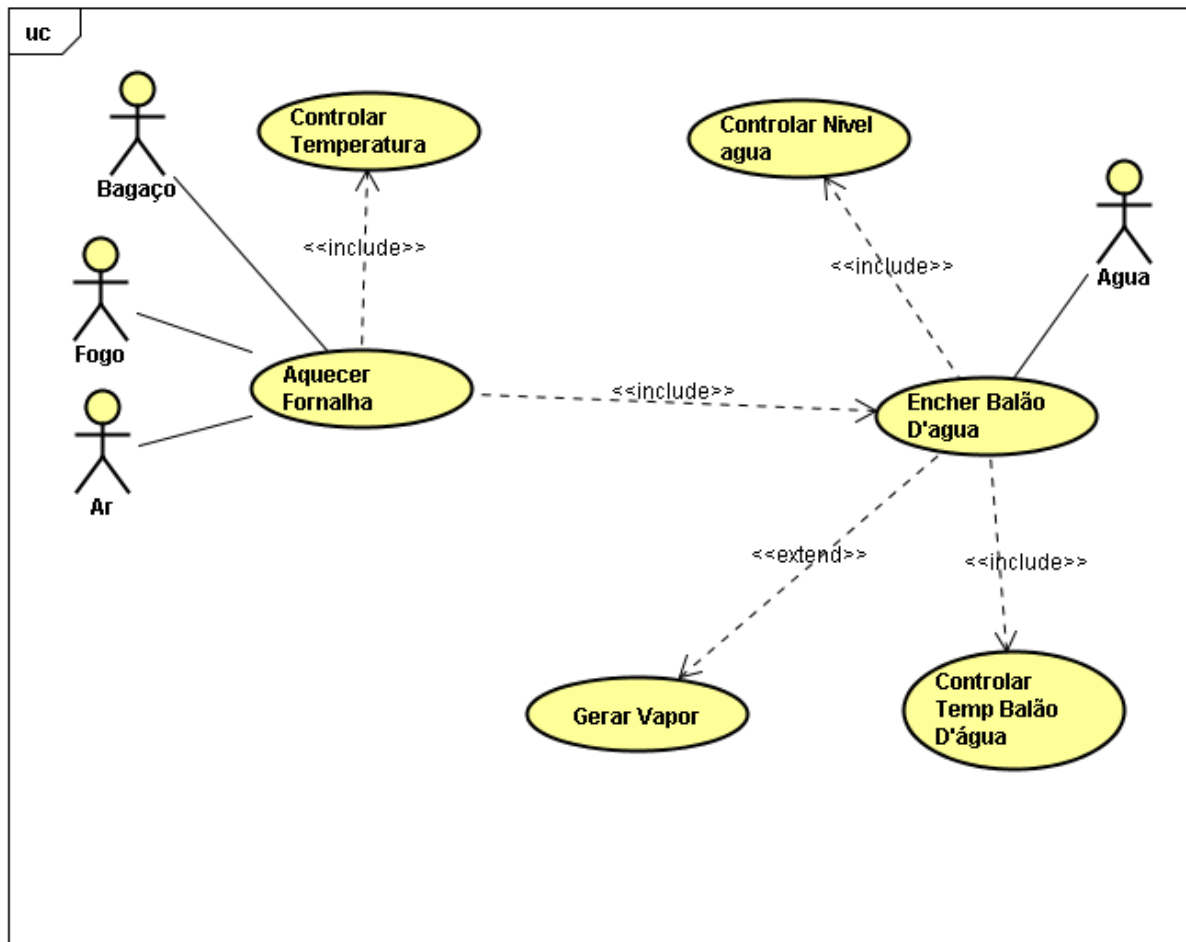 uc
Controlar
Temperatura
Controlar Nivel
agua
Bagaço
Agua
<<include>>
<<include>>
Fogo
Aquecer
Fornalha
<<include>>
Encher Balão
D'agua
Ar
<<extend>>
<<include>>
Gerar Vapor
Controlar
Temp Balão
D'água